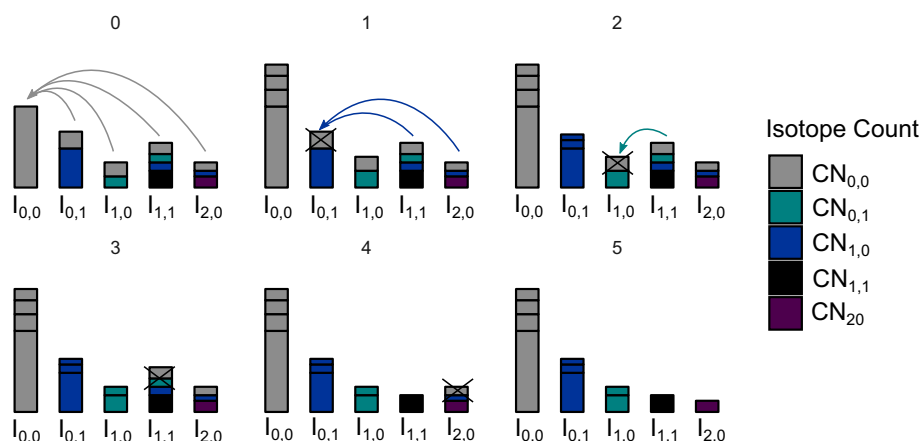 0 1 2
Isotope Count
CN0,0
CN0,1
CN1,0
CN1,1
CN20
I0,0 I0,1 I1,0 I1,1 I2,0 I0,0 I0,1 I1,0 I1,1 I2,0 I0,0 I0,1 I1,0 I1,1 I2,0
3 4 5
I0,0 I0,1 I1,0 I1,1 I2,0 I0,0 I0,1 I1,0 I1,1 I2,0 I0,0 I0,1 I1,0 I1,1 I2,0